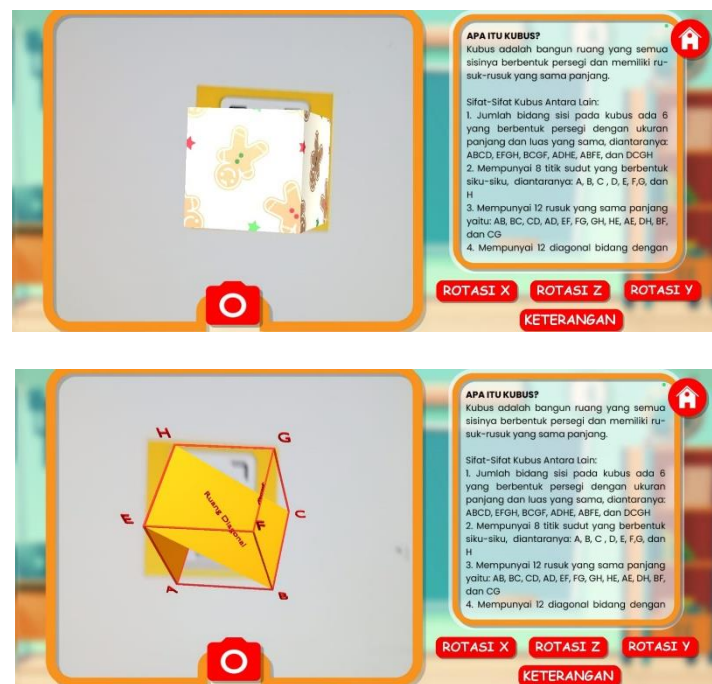 APA ITU KUBUS?
Kubus adalah bangun ruang yang semua
sisinya berbentuk persegi dan memiliki ru-
suk-rusuk yang sama panjang.
Sifat-Sifat Kubus Antara Lain:
1. Jumlah bidang sisi pada kubus ada 6
yang berbentuk persegi dengan ukuran
panjang dan luas yang sama, diantaranya:
ABCD, EFGH, BCGF, ADHE, ABFE, dan DCGH
2. Mempunyai 8 titik sudut yang berbentuk
siku-siku, diantaranya: A, B, C , D, E, F,G, dan
H
3. Mempunyai 12 rusuk yang sama panjang
yaitu: AB, BC, CD, AD, EF, FG, GH, HE, AE, DH, BF,
dan CG
4. Mempunyai 12 diagonal bidang dengan
ROTASI X
ROTASI Z
ROTASI Y
KETERANGAN
H
G
Ruang Diagonal
E
F
C
A
B
APA ITU KUBUS?
Kubus adalah bangun ruang yang semua
sisinya berbentuk persegi dan memiliki ru-
suk-rusuk yang sama panjang.
Sifat-Sifat Kubus Antara Lain:
1. Jumlah bidang sisi pada kubus ada 6
yang berbentuk persegi dengan ukuran
panjang dan luas yang sama, diantaranya:
ABCD, EFGH, BCGF, ADHE, ABFE, dan DCGH
2. Mempunyai 8 titik sudut yang berbentuk
siku-siku, diantaranya: A, B, C , D, E, F,G, dan
H
3. Mempunyai 12 rusuk yang sama panjang
yaitu: AB, BC, CD, AD, EF, FG, GH, HE, AE, DH, BF,
dan CG
4. Mempunyai 12 diagonal bidang dengan
ROTASI X
ROTASI Z
ROTASI Y
KETERANGAN